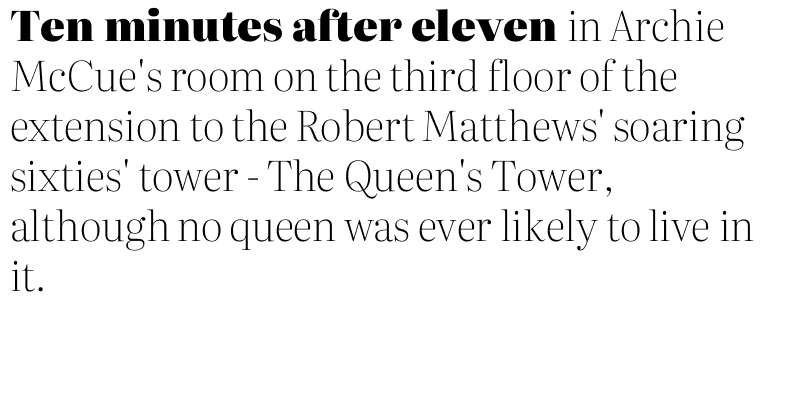 Ten minutes after eleven in Archie
McCue's room on the third floor of the
extension to the Robert Matthews' soaring
sixties' tower - The Queen's Tower,
although no queen was ever likely to live in
it.